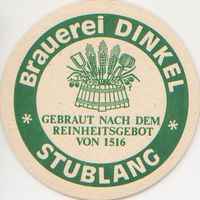 Brauerei DINKEL
GEBRAUT NACH DEM
REINHEITSGEBOT
VON 1516
* STUBLANG *